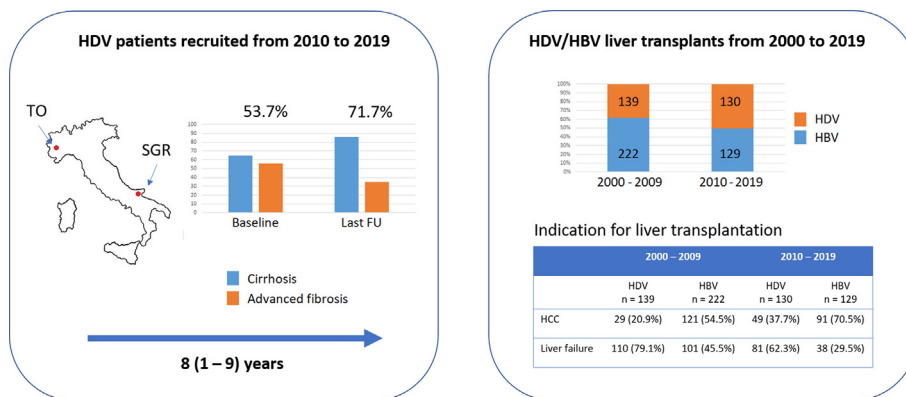 HDV patients recruited from 2010 to 2019
TO
SGR
53.7% 71.7%
100
90
80
70
60
50
40
30
20
10
0
Baseline Last FU
Cirrhosis
Advanced fibrosis
8 (1 – 9) years
HDV/HBV liver transplants from 2000 to 2019
100%
90%
80%
70%
60%
50%
40%
30%
20%
10%
0%
139 130
222 129
HDV
HBV
2000 - 2009 2010 - 2019
Indication for liver transplantation
2000 – 2009 2010 – 2019
HDV HBV HDV HBV
n = 139 n = 222 n = 130 n = 129
HCC 29 (20.9%) 121 (54.5%) 49 (37.7%) 91 (70.5%)
Liver failure 110 (79.1%) 101 (45.5%) 81 (62.3%) 38 (29.5%)